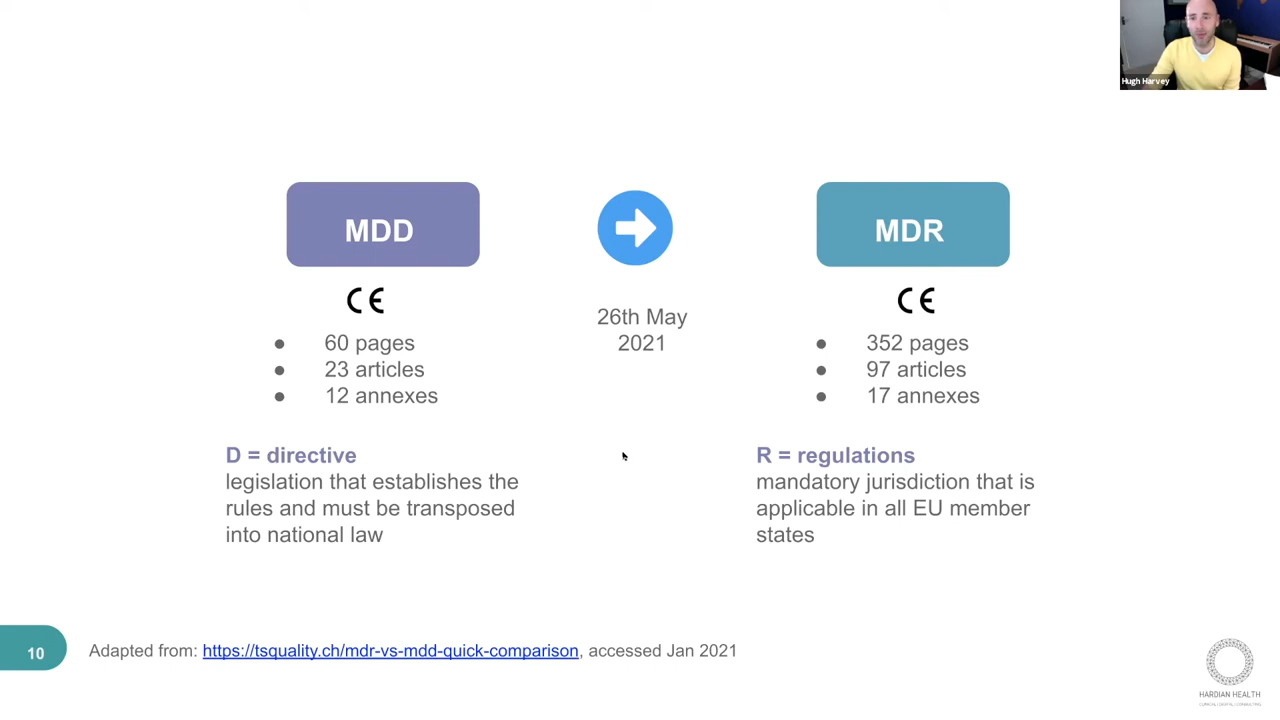 Hugh Harvey
MDD
MDR
CE
CE
26th May
2021
● 60 pages
● 23 articles
● 12 annexes
● 352 pages
● 97 articles
● 17 annexes
D = directive
legislation that establishes the
rules and must be transposed
into national law
R = regulations
mandatory jurisdiction that is
applicable in all EU member
states
10
Adapted from: https://tsquality.ch/mdr-vs-mdd-quick-comparison, accessed Jan 2021
HARDIAN HEALTH
CLINICAL | DIGITAL | CONSULTING